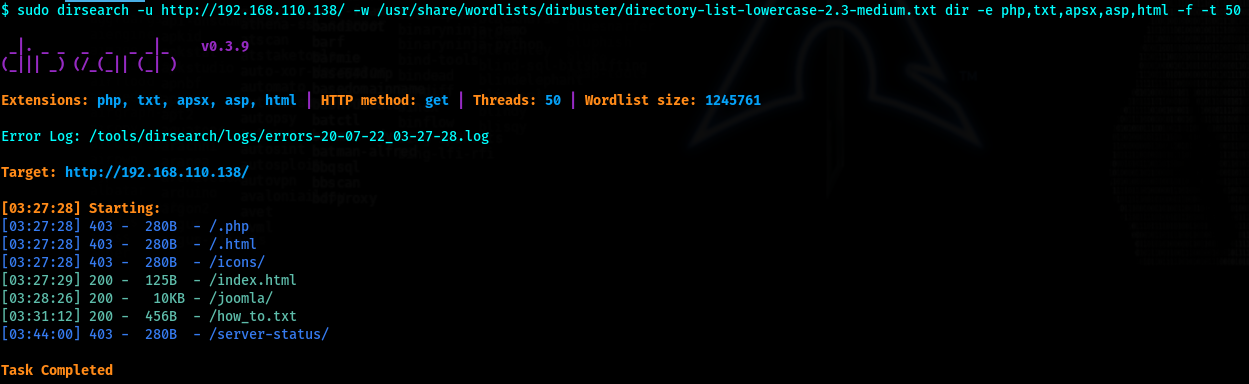 $ sudo dirsearch -u http://192.168.110.138/ -w /usr/share/wordlists/dirbuster/directory-list-lowercase-2.3-medium.txt dir -e php,txt,apsx,asp,html -f -t 50
 _|. _ _  _  _  _ _|_    v0.3.9
(_||| _) (/_(_|| (_| )
Extensions: php, txt, apsx, asp, html | HTTP method: get | Threads: 50 | Wordlist size: 1245761
Error Log: /tools/dirsearch/logs/errors-20-07-22_03-27-28.log
Target: http://192.168.110.138/
[03:27:28] Starting:
[03:27:28] 403 -  280B  - /.php
[03:27:28] 403 -  280B  - /.html
[03:27:28] 403 -  280B  - /icons/
[03:27:29] 200 -  125B  - /index.html
[03:28:26] 200 -   10KB - /joomla/
[03:31:12] 200 -  456B  - /how_to.txt
[03:44:00] 403 -  280B  - /server-status/
Task Completed